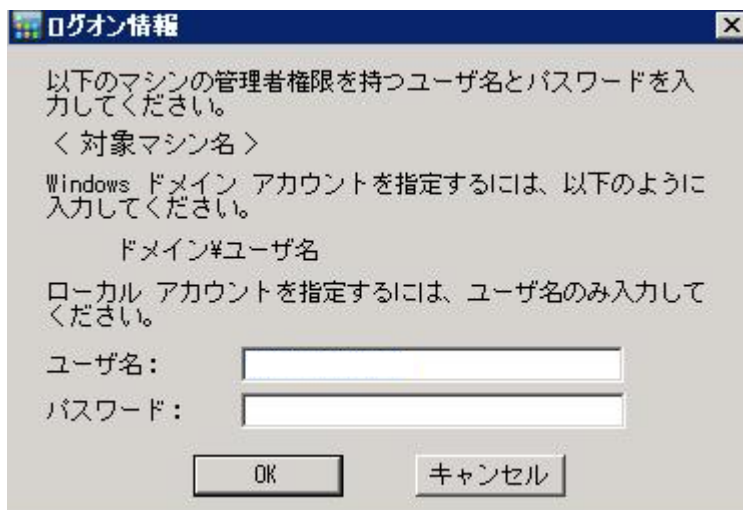 ログオン情報
以下のマシンの管理者権限を持つユーザ名とパスワードを入
力してください。
< 対象マシン名 >
Windows ドメイン アカウントを指定するには、以下のように
入力してください。
ドメイン¥ユーザ名
ローカル アカウントを指定するには、ユーザ名のみ入力して
ください。
ユーザ名:
パスワード:
OK キャンセル